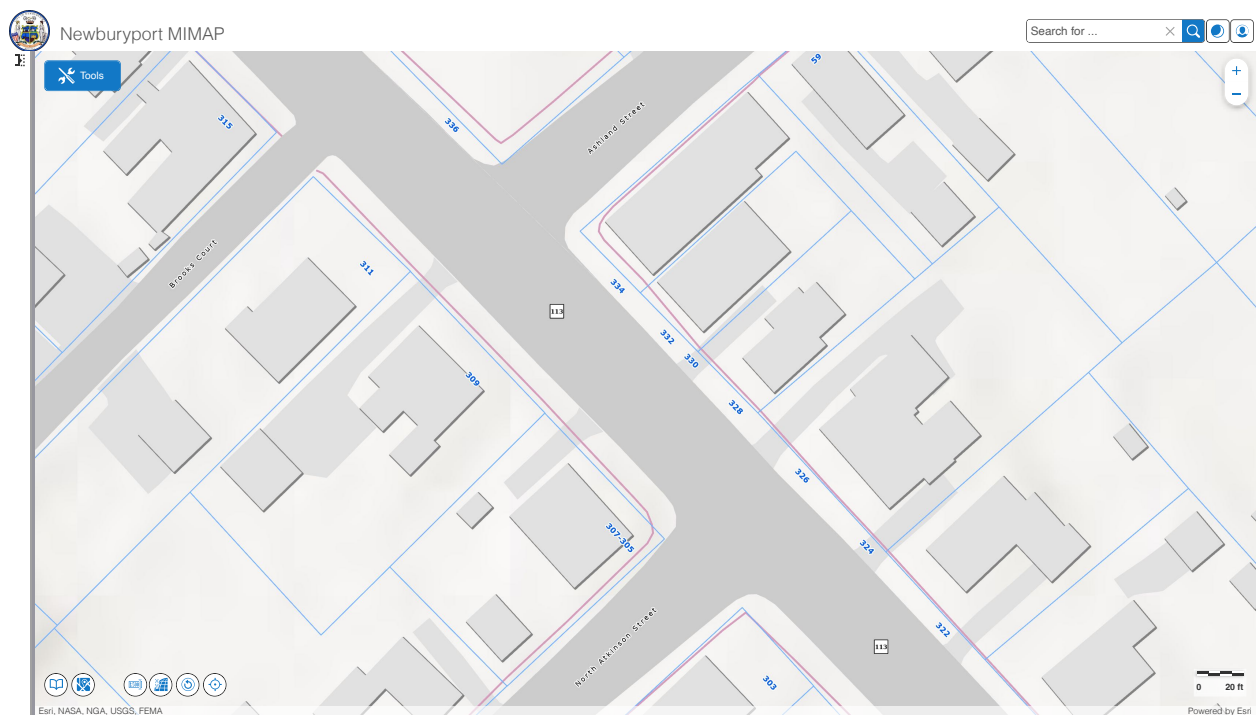 Newburyport MIMAP
Search for ...
Tools
59
315
336
Ashland Street
Brooks Court
311
334
113
332
330
309
328
326
307-305
324
North Atkinson Street
322
113
303
0 20 ft
Esri, NASA, NGA, USGS, FEMA
Powered by Esri